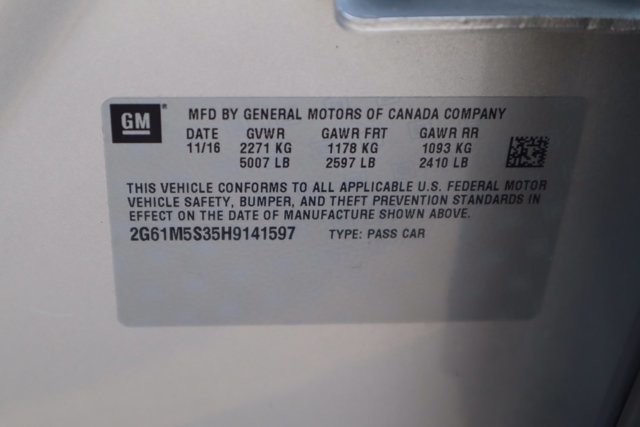 GM
MFD BY GENERAL MOTORS OF CANADA COMPANY
DATE GVWR GAWR FRT GAWR RR
11/16 2271 KG 1178 KG 1093 KG
5007 LB 2597 LB 2410 LB
THIS VEHICLE CONFORMS TO ALL APPLICABLE U.S. FEDERAL MOTOR
VEHICLE SAFETY, BUMPER, AND THEFT PREVENTION STANDARDS IN
EFFECT ON THE DATE OF MANUFACTURE SHOWN ABOVE.
2G61M5S35H9141597 TYPE: PASS CAR